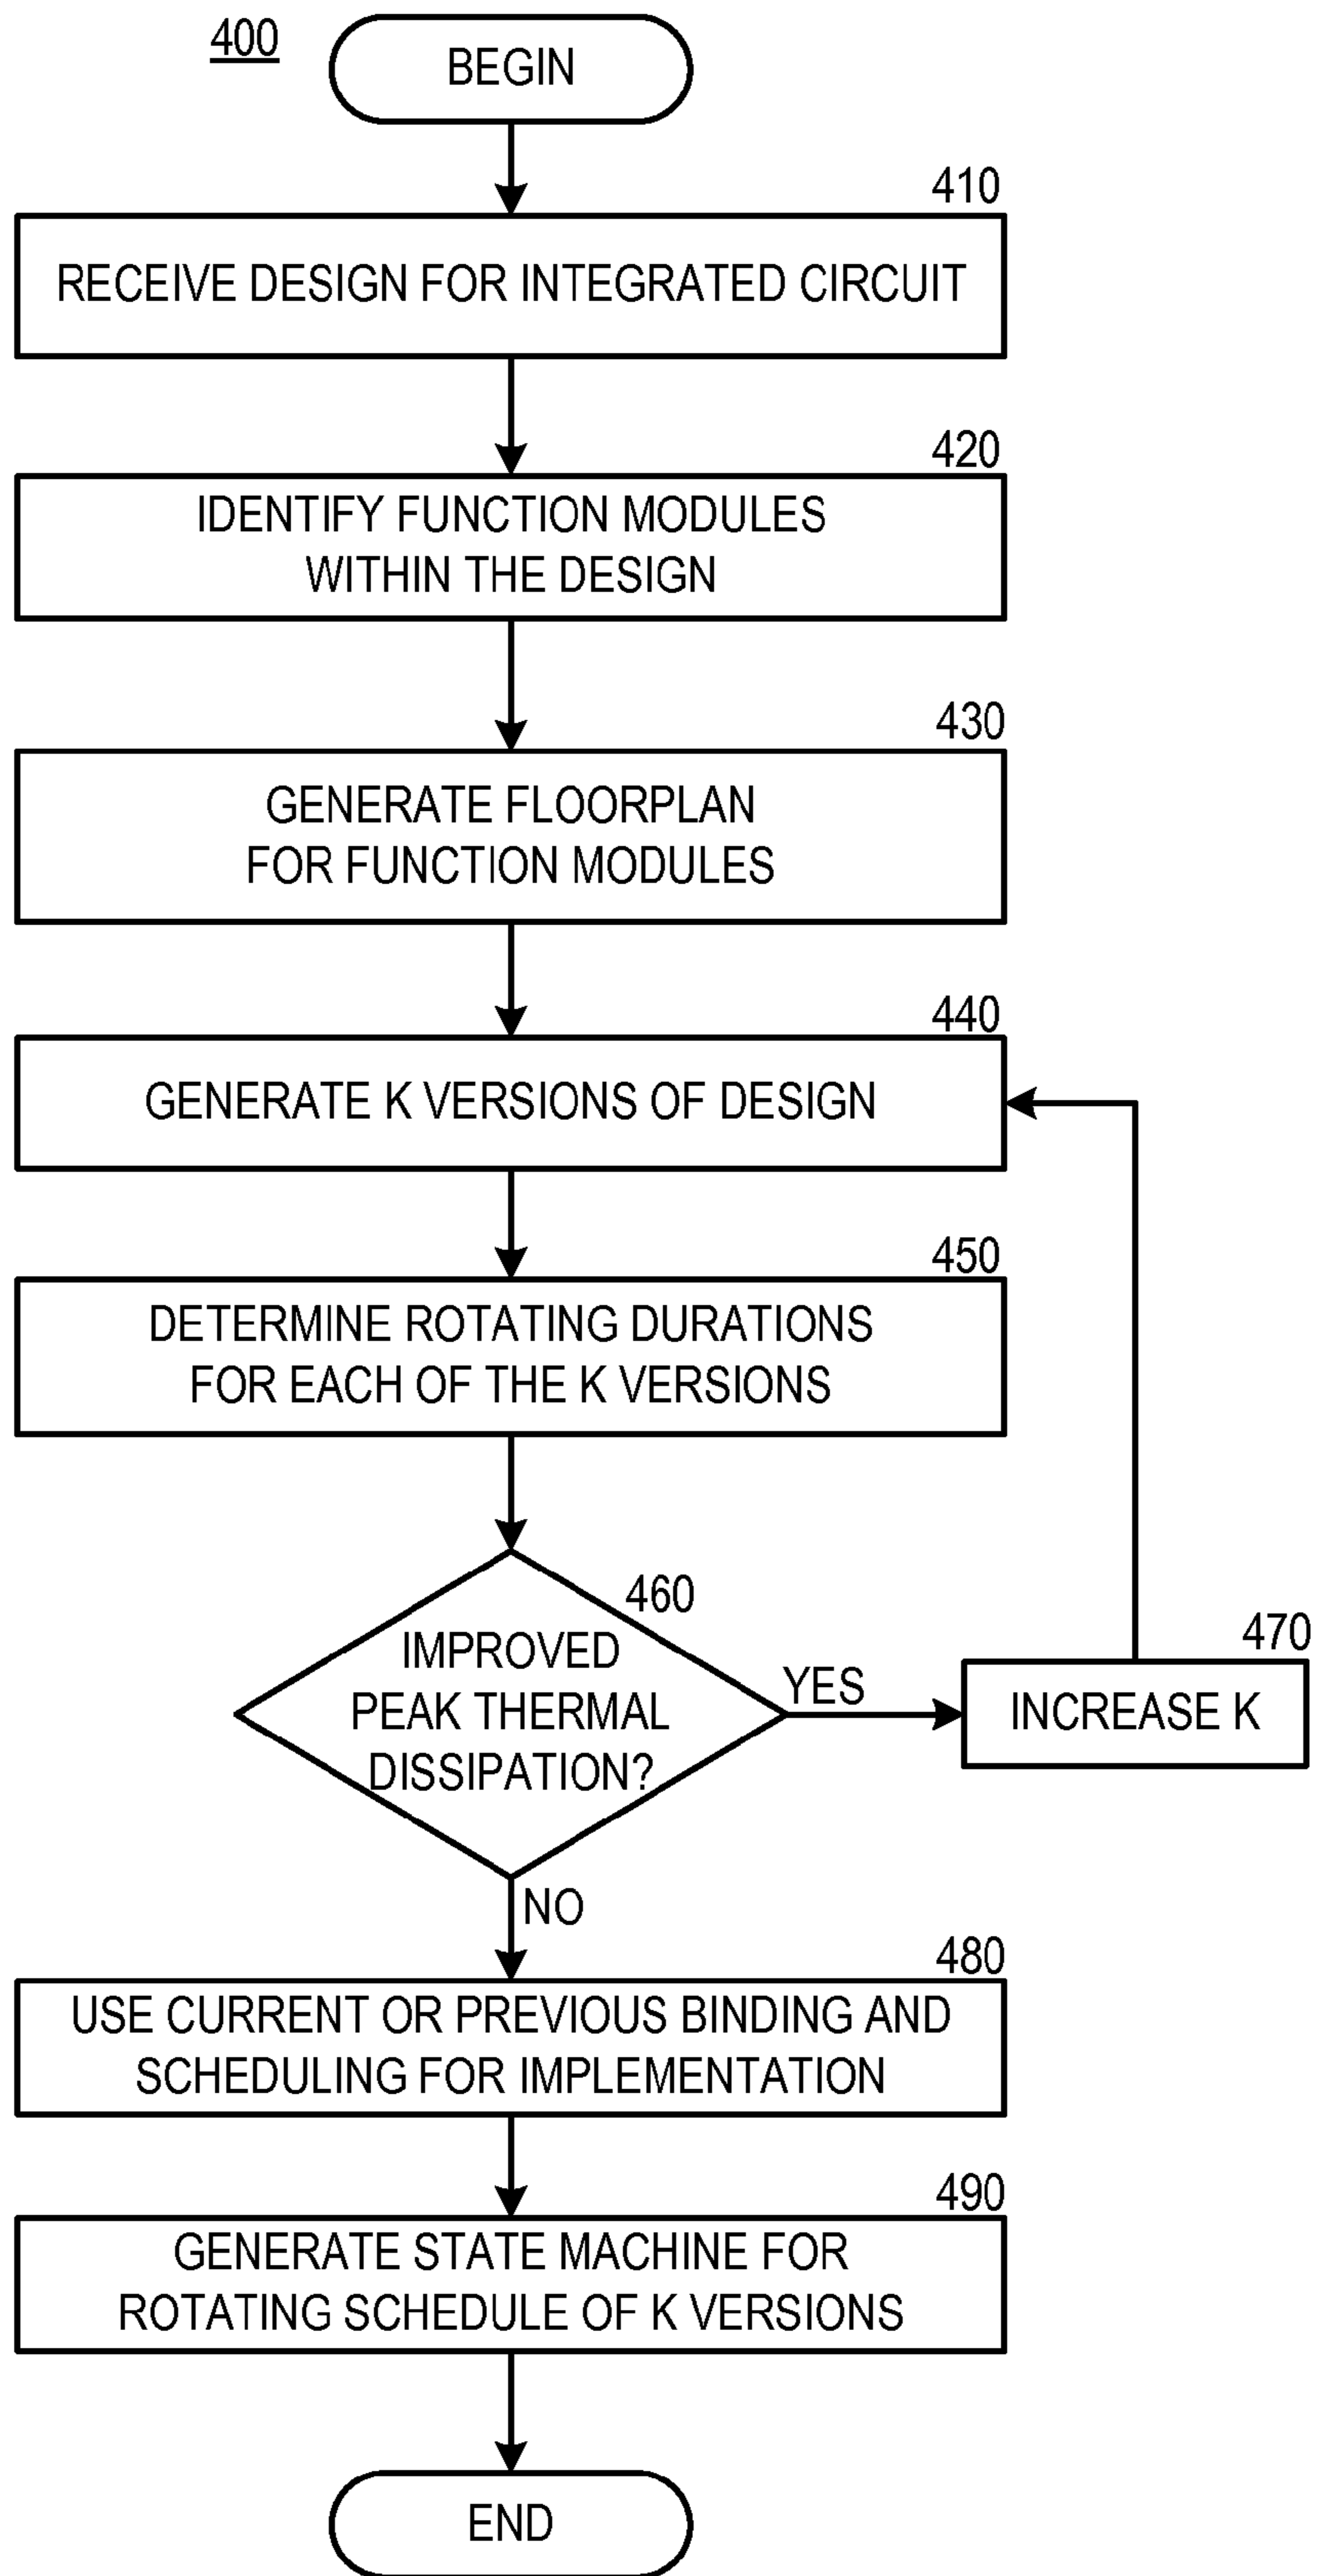 400
BEGIN
410
RECEIVE DESIGN FOR INTEGRATED CIRCUIT
420
IDENTIFY FUNCTION MODULES
WITHIN THE DESIGN
430
GENERATE FLOORPLAN
FOR FUNCTION MODULES
440
GENERATE K VERSIONS OF DESIGN
450
DETERMINE ROTATING DURATIONS
FOR EACH OF THE K VERSIONS
460
IMPROVED
PEAK THERMAL
DISSIPATION?
YES
470
INCREASE K
NO
480
USE CURRENT OR PREVIOUS BINDING AND
SCHEDULING FOR IMPLEMENTATION
490
GENERATE STATE MACHINE FOR
ROTATING SCHEDULE OF K VERSIONS
END